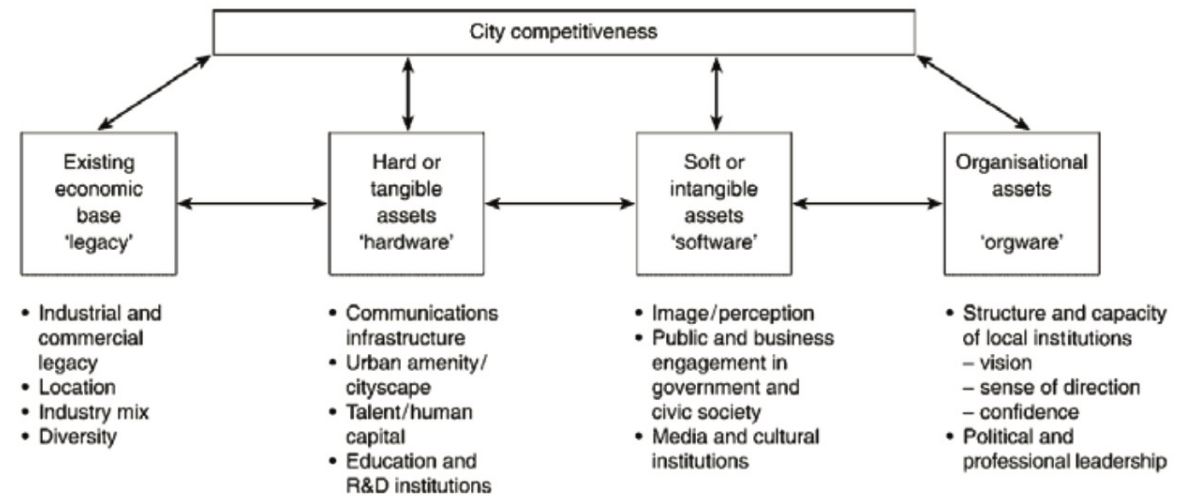 City competitiveness
Existing
economic
base
‘legacy’
Hard or
tangible
assets
‘hardware’
Soft or
intangible
assets
‘software’
Organisational
assets
‘orgware’
• Industrial and
commercial
legacy
• Location
• Industry mix
• Diversity
• Communications
infrastructure
• Urban amenity/
cityscape
• Talent/human
capital
• Education and
R&D institutions
• Image/perception
• Public and business
engagement in
government and
civic society
• Media and cultural
institutions
• Structure and capacity
of local institutions
– vision
– sense of direction
– confidence
• Political and
professional leadership